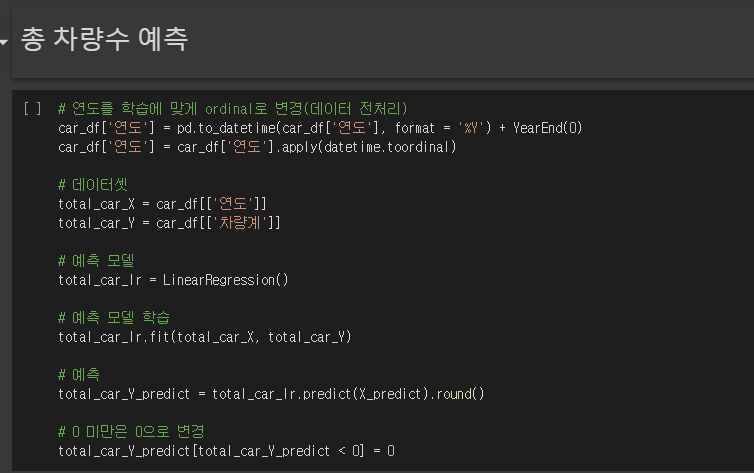 총 차량수 예측
[ ] # 연도를 학습에 맞게 ordinal로 변경(데이터 전처리)
car_df['연도'] = pd.to_datetime(car_df['연도'], format = '%Y') + YearEnd(0)
car_df['연도'] = car_df['연도'].apply(datetime.toordinal)
# 데이터셋
total_car_X = car_df[['연도']]
total_car_Y = car_df[['차량계']]
# 예측 모델
total_car_lr = LinearRegression()
# 예측 모델 학습
total_car_lr.fit(total_car_X, total_car_Y)
# 예측
total_car_Y_predict = total_car_lr.predict(X_predict).round()
# 0 미만은 0으로 변경
total_car_Y_predict[total_car_Y_predict < 0] = 0